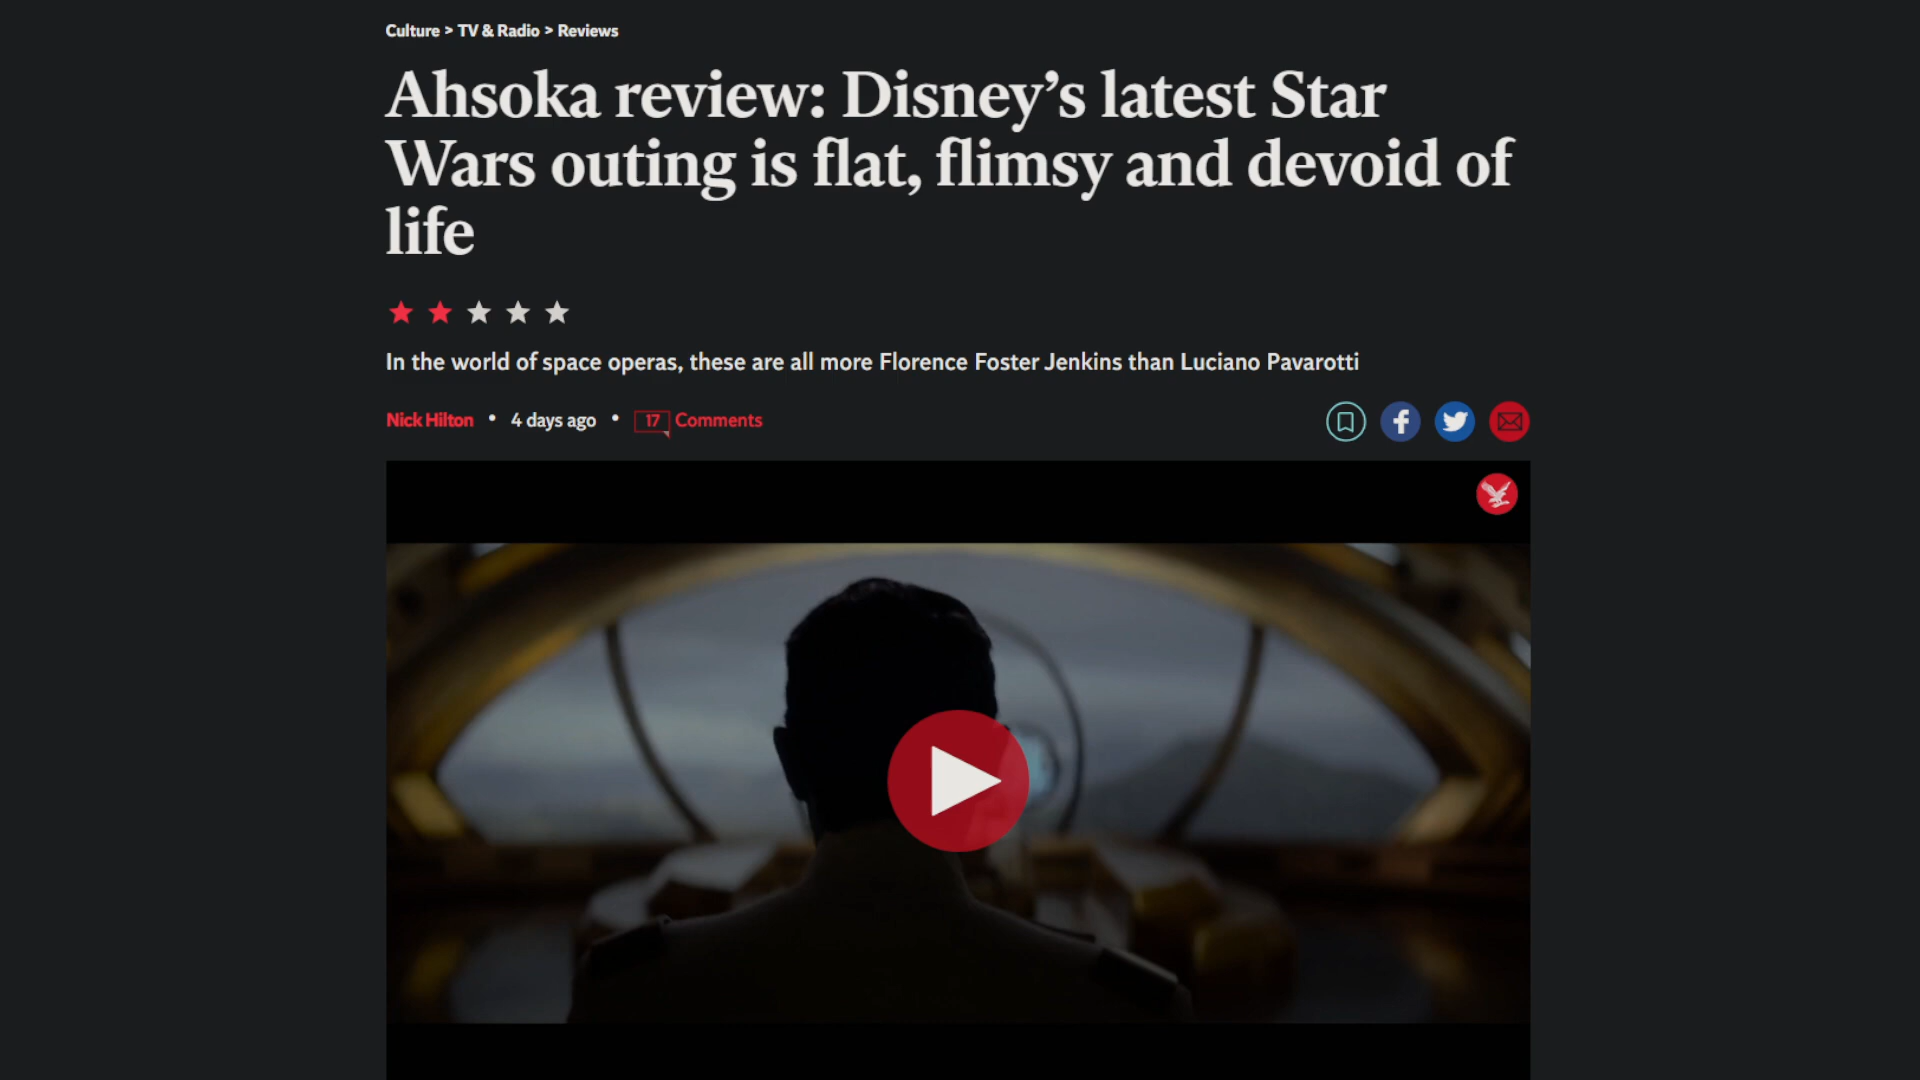 Culture > TV & Radio > Reviews
Ahsoka review: Disney’s latest Star
Wars outing is flat, flimsy and devoid of
life
In the world of space operas, these are all more Florence Foster Jenkins than Luciano Pavarotti
Nick Hilton • 4 days ago • 17 Comments